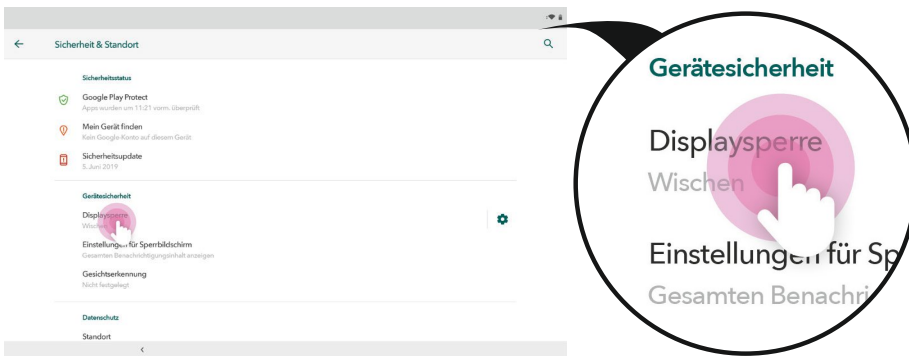 Sicherheit & Standort
Sicherheitsstatus
Google Play Protect
Apps wurden um 11:21 vorm. überprüft
Mein Gerät finden
Kein Google-Konto auf diesem Gerät
Sicherheitsupdate
5. Juni 2019
Gerätesicherheit
Displaysperre
Wischen
Einstellungen für Sperrbildschirm
Gesamten Benachrichtigungsinhalt anzeigen
Gesichtserkennung
Nicht festgelegt
Datenschutz
Standort
Gerätesicherheit
Displaysperre
Wischen
Einstellungen für Sp
Gesamten Benachri